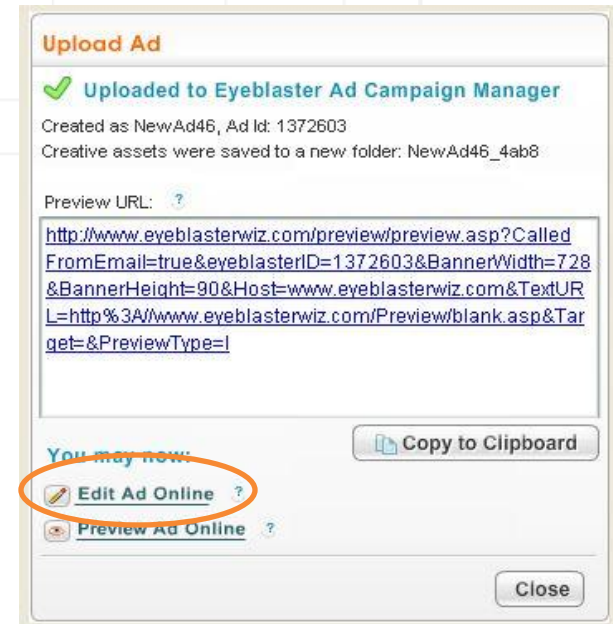 Upload Ad
Uploaded to Eyeblaster Ad Campaign Manager
Created as NewAd46, Ad Id: 1372603
Creative assets were saved to a new folder: NewAd46_4ab8
Preview URL: ?
http://www.eyeblasterwiz.com/preview/preview.asp?Called
FromEmail=true&eyeblasterID=1372603&BannerWidth=728
&BannerHeight=90&Host=www.eyeblasterwiz.com&TextUR
L=http%3A//www.eyeblasterwiz.com/Preview/blank.asp&Tar
get=&PreviewType=I
Copy to Clipboard
You may now:
Edit Ad Online ?
Preview Ad Online ?
Close